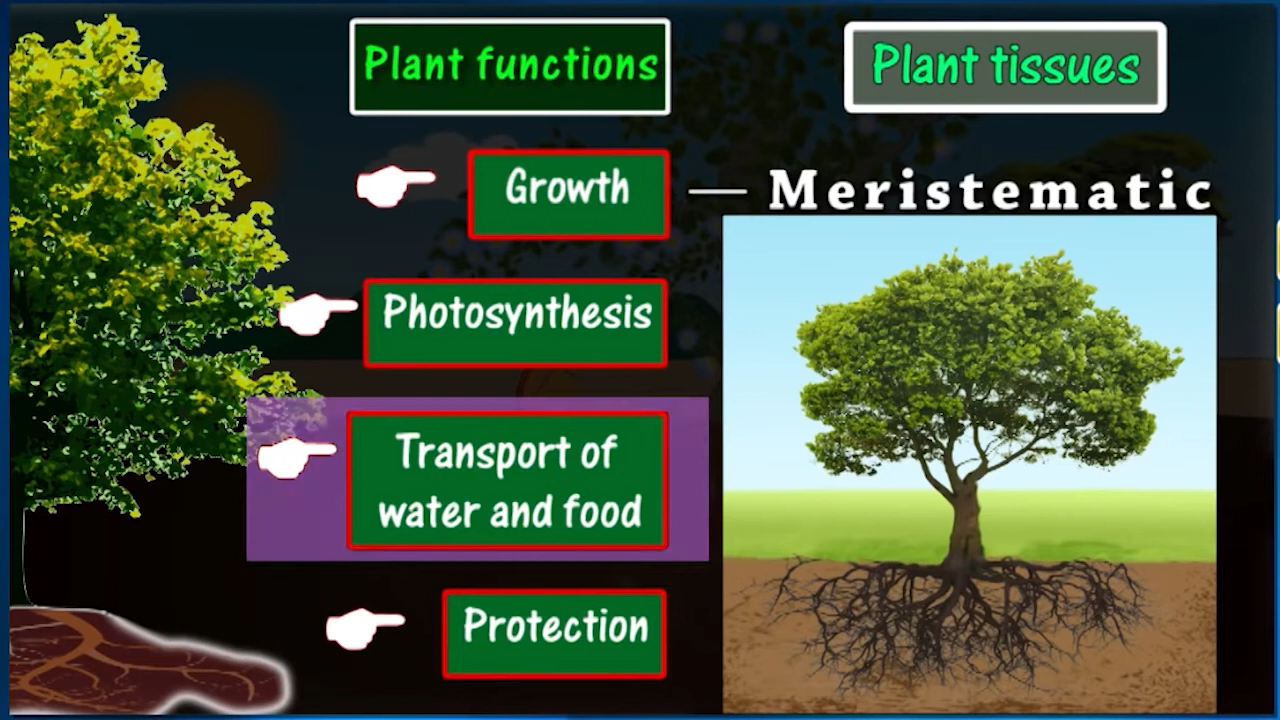 Plant functions
Plant tissues
Growth
— Meristematic
Photosynthesis
Transport of
water and food
Protection